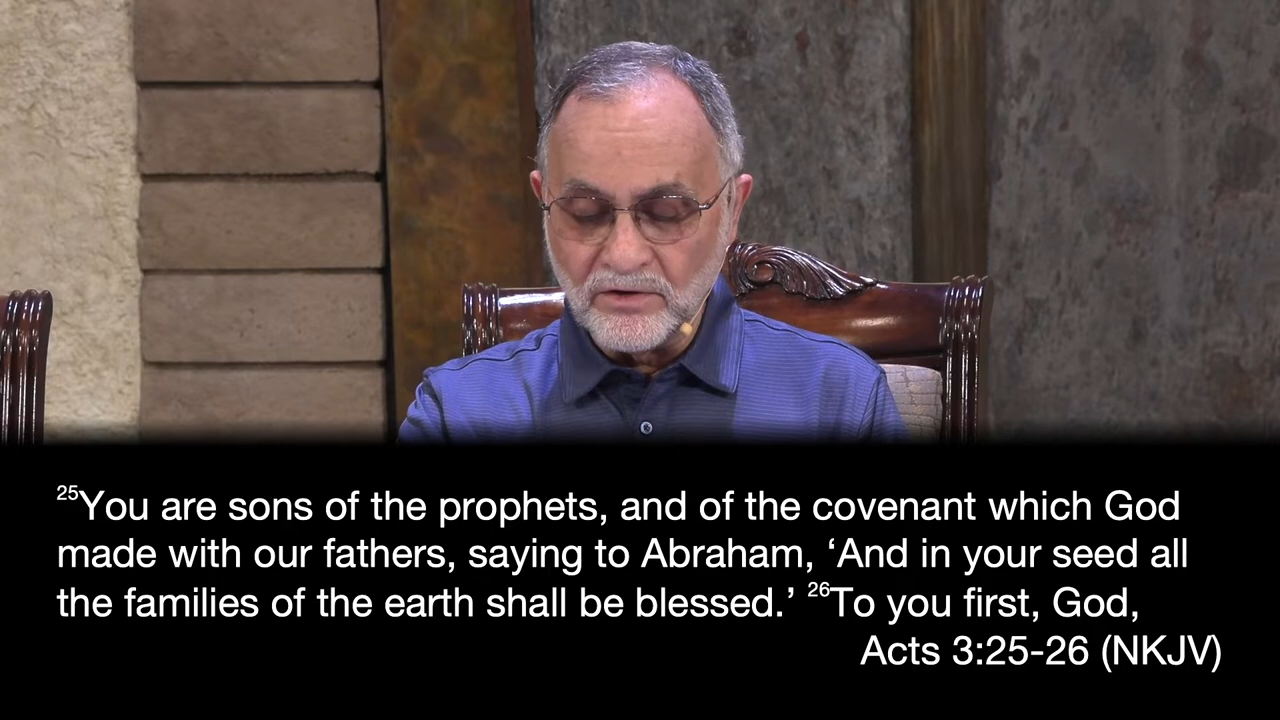 ²⁵You are sons of the prophets, and of the covenant which God
made with our fathers, saying to Abraham, ‘And in your seed all
the families of the earth shall be blessed.’ ²⁶To you first, God,
Acts 3:25-26 (NKJV)